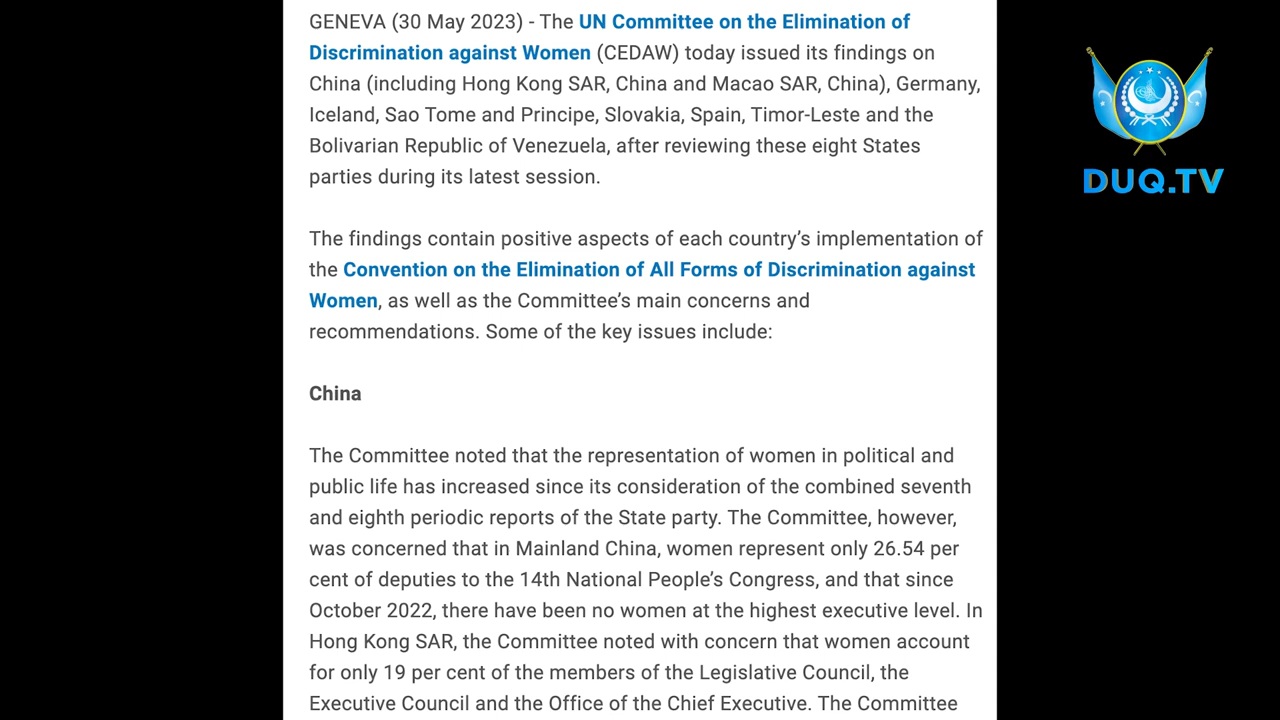 GENEVA (30 May 2023) - The UN Committee on the Elimination of
Discrimination against Women (CEDAW) today issued its findings on
China (including Hong Kong SAR, China and Macao SAR, China), Germany,
Iceland, Sao Tome and Principe, Slovakia, Spain, Timor-Leste and the
Bolivarian Republic of Venezuela, after reviewing these eight States
parties during its latest session.
The findings contain positive aspects of each country’s implementation of
the Convention on the Elimination of All Forms of Discrimination against
Women, as well as the Committee’s main concerns and
recommendations. Some of the key issues include:
China
The Committee noted that the representation of women in political and
public life has increased since its consideration of the combined seventh
and eighth periodic reports of the State party. The Committee, however,
was concerned that in Mainland China, women represent only 26.54 per
cent of deputies to the 14th National People’s Congress, and that since
October 2022, there have been no women at the highest executive level. In
Hong Kong SAR, the Committee noted with concern that women account
for only 19 per cent of the members of the Legislative Council, the
Executive Council and the Office of the Chief Executive. The Committee
DUQ.TV